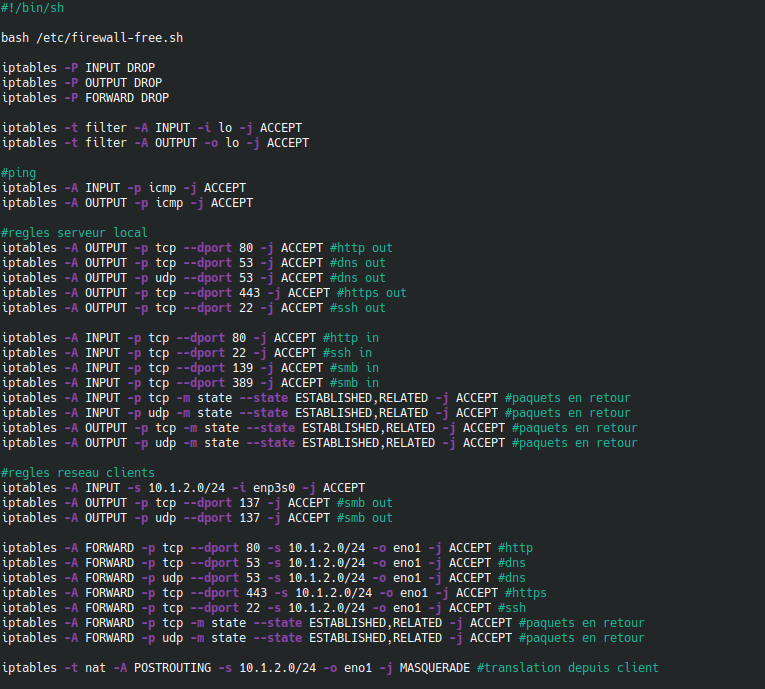 #!/bin/sh
bash /etc/firewall-free.sh
iptables -P INPUT DROP
iptables -P OUTPUT DROP
iptables -P FORWARD DROP
iptables -t filter -A INPUT -i lo -j ACCEPT
iptables -t filter -A OUTPUT -o lo -j ACCEPT
#ping
iptables -A INPUT -p icmp -j ACCEPT
iptables -A OUTPUT -p icmp -j ACCEPT
#regles serveur local
iptables -A OUTPUT -p tcp --dport 80 -j ACCEPT #http out
iptables -A OUTPUT -p tcp --dport 53 -j ACCEPT #dns out
iptables -A OUTPUT -p udp --dport 53 -j ACCEPT #dns out
iptables -A OUTPUT -p tcp --dport 443 -j ACCEPT #https out
iptables -A OUTPUT -p tcp --dport 22 -j ACCEPT #ssh out
iptables -A INPUT -p tcp --dport 80 -j ACCEPT #http in
iptables -A INPUT -p tcp --dport 22 -j ACCEPT #ssh in
iptables -A INPUT -p tcp --dport 139 -j ACCEPT #smb in
iptables -A INPUT -p tcp --dport 389 -j ACCEPT #smb in
iptables -A INPUT -p tcp -m state --state ESTABLISHED,RELATED -j ACCEPT #paquets en retour
iptables -A INPUT -p udp -m state --state ESTABLISHED,RELATED -j ACCEPT #paquets en retour
iptables -A OUTPUT -p tcp -m state --state ESTABLISHED,RELATED -j ACCEPT #paquets en retour
iptables -A OUTPUT -p udp -m state --state ESTABLISHED,RELATED -j ACCEPT #paquets en retour
#regles reseau clients
iptables -A INPUT -s 10.1.2.0/24 -i enp3s0 -j ACCEPT
iptables -A OUTPUT -p tcp --dport 137 -j ACCEPT #smb out
iptables -A OUTPUT -p udp --dport 137 -j ACCEPT #smb out
iptables -A FORWARD -p tcp --dport 80 -s 10.1.2.0/24 -o eno1 -j ACCEPT #http
iptables -A FORWARD -p tcp --dport 53 -s 10.1.2.0/24 -o eno1 -j ACCEPT #dns
iptables -A FORWARD -p udp --dport 53 -s 10.1.2.0/24 -o eno1 -j ACCEPT #dns
iptables -A FORWARD -p tcp --dport 443 -s 10.1.2.0/24 -o eno1 -j ACCEPT #https
iptables -A FORWARD -p tcp --dport 22 -s 10.1.2.0/24 -o eno1 -j ACCEPT #ssh
iptables -A FORWARD -p tcp -m state --state ESTABLISHED,RELATED -j ACCEPT #paquets en retour
iptables -A FORWARD -p udp -m state --state ESTABLISHED,RELATED -j ACCEPT #paquets en retour
iptables -t nat -A POSTROUTING -s 10.1.2.0/24 -o eno1 -j MASQUERADE #translation depuis client